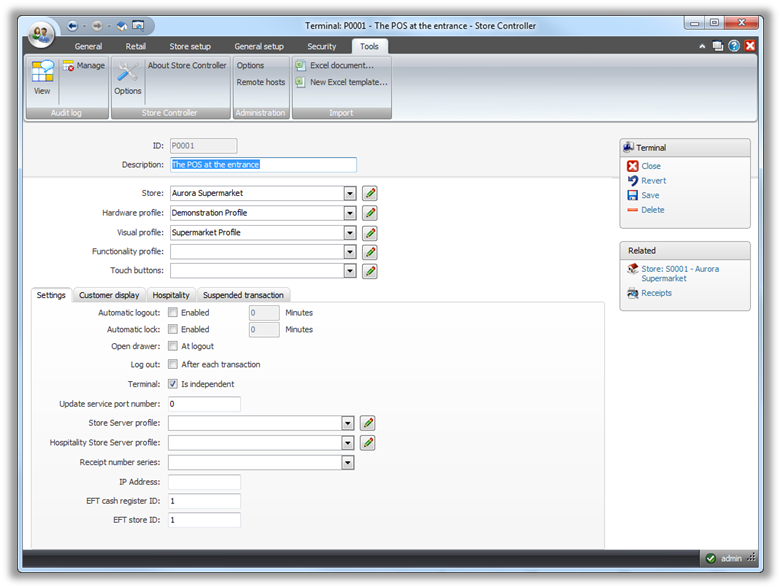 Terminal: P0001 - The POS at the entrance - Store Controller
General Retail Store setup General setup Security Tools
View
Manage
Audit log
Options
About Store Controller
Store Controller
Options
Remote hosts
Administration
Excel document...
New Excel template...
Import
ID: P0001
Description: The POS at the entrance
Store: Aurora Supermarket
Hardware profile: Demonstration Profile
Visual profile: Supermarket Profile
Functionality profile:
Touch buttons:
Settings Customer display Hospitality Suspended transaction
Automatic logout: Enabled 0 Minutes
Automatic lock: Enabled 0 Minutes
Open drawer: At logout
Log out: After each transaction
Terminal: Is independent
Update service port number: 0
Store Server profile:
Hospitality Store Server profile:
Receipt number series:
IP Address:
EFT cash register ID: 1
EFT store ID: 1
Terminal
Close
Revert
Save
Delete
Related
Store: S0001 - Aurora
Supermarket
Receipts
admin